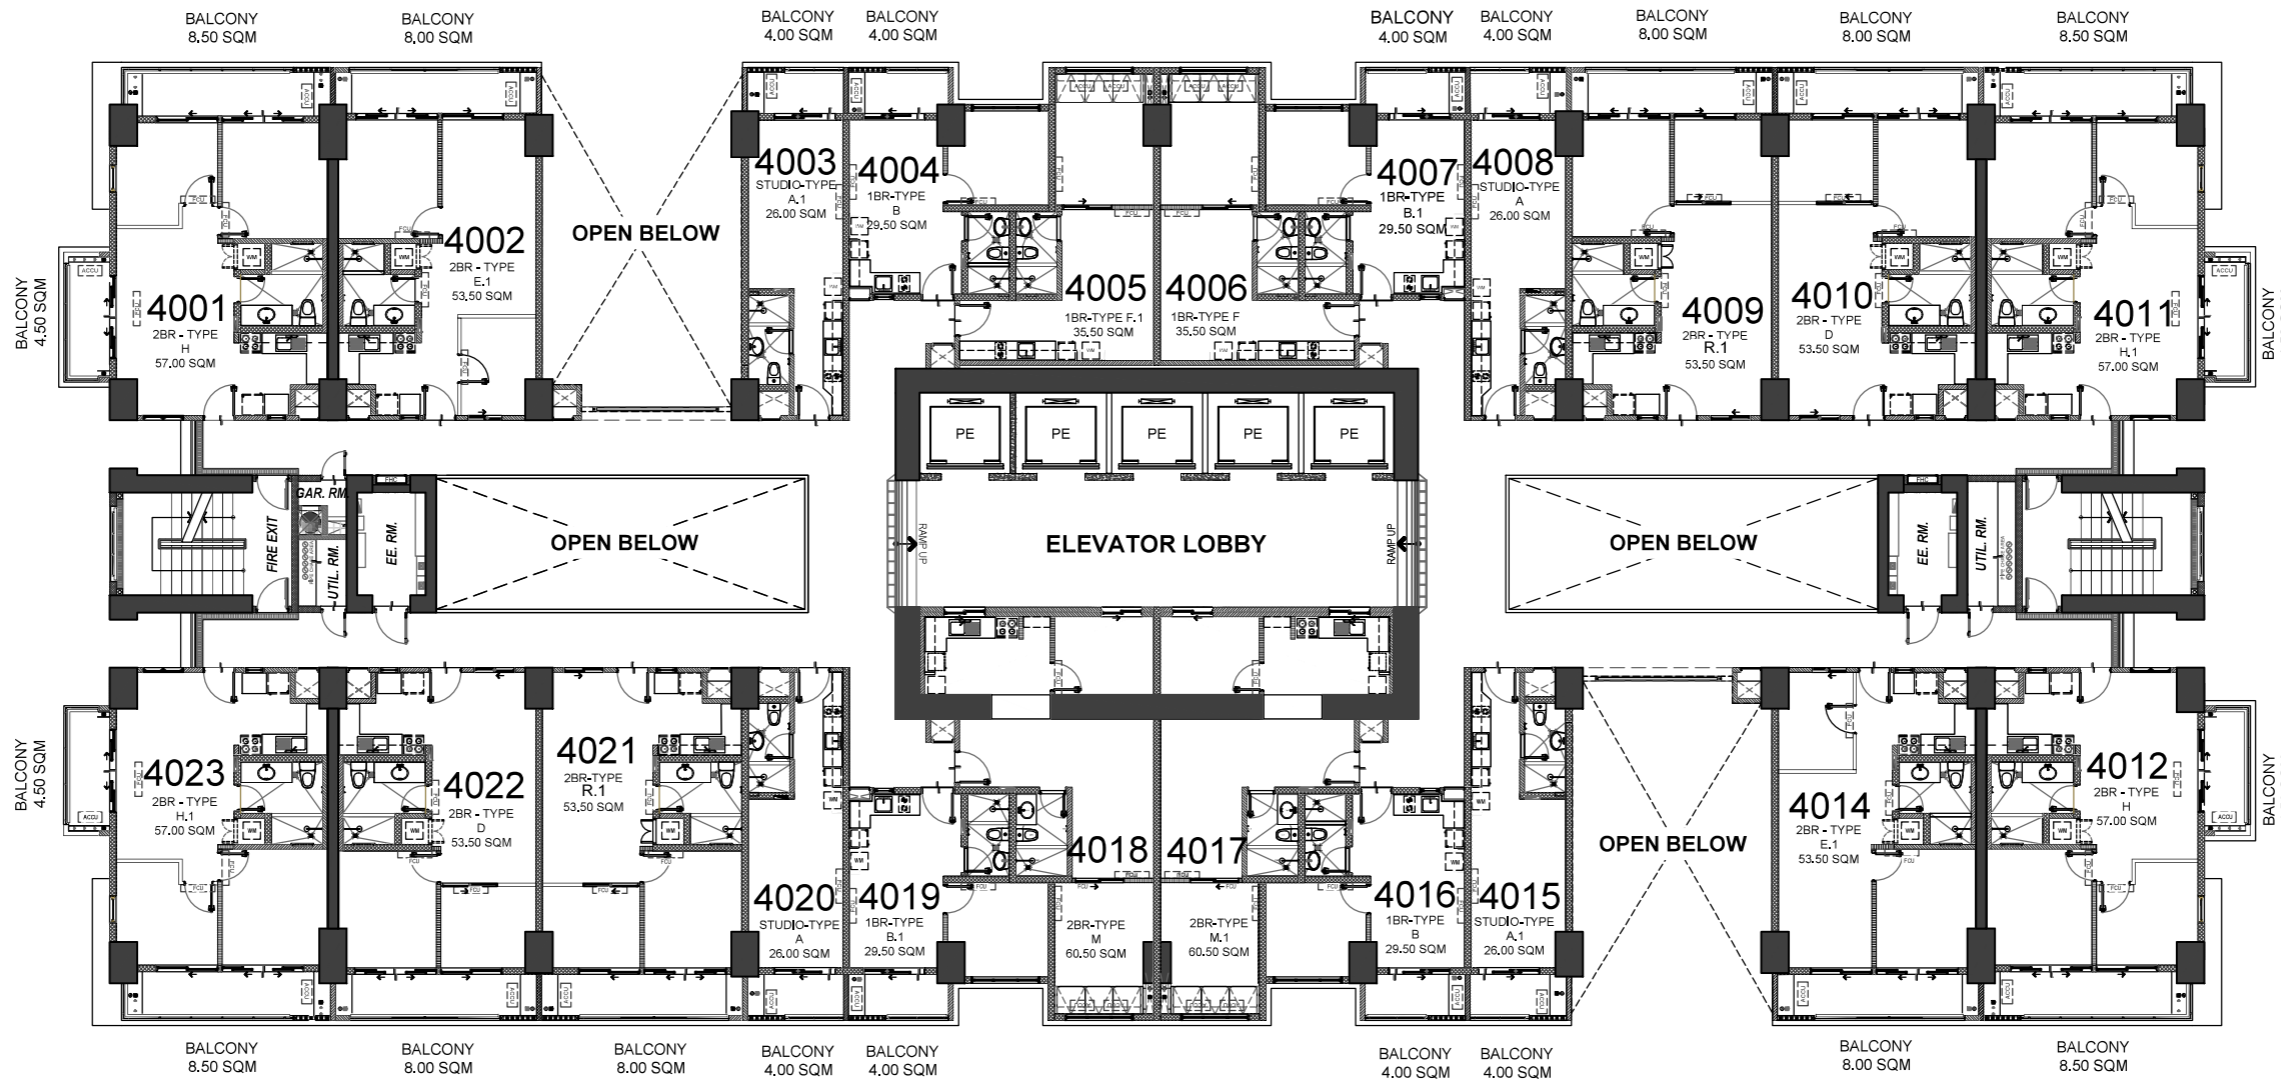 BALCONY
8.50 SQM
BALCONY
8.00 SQM
BALCONY
4.00 SQM
BALCONY
4.00 SQM
BALCONY
4.00 SQM
BALCONY
4.00 SQM
BALCONY
8.00 SQM
BALCONY
8.00 SQM
BALCONY
8.50 SQM
BALCONY
4.50 SQM
4001
2BR - TYPE
H
57.00 SQM
4002
2BR - TYPE
E.1
53.50 SQM
OPEN BELOW
4003
STUDIO-TYPE
A.1
26.00 SQM
4004
1BR-TYPE
B
29.50 SQM
4005
1BR-TYPE F.1
35.50 SQM
4006
1BR-TYPE F
35.50 SQM
4007
1BR-TYPE
B.1
29.50 SQM
4008
STUDIO-TYPE
A
26.00 SQM
4009
2BR-TYPE
R.1
53.50 SQM
4010
2BR - TYPE
D
53.50 SQM
4011
2BR - TYPE
H.1
57.00 SQM
BALCONY
PE
PE
PE
PE
PE
FIRE EXIT
GAR. RM.
UTIL. RM.
FHC
EE. RM.
OPEN BELOW
RAMP UP
ELEVATOR LOBBY
RAMP UP
OPEN BELOW
FHC
EE. RM.
UTIL. RM.
BALCONY
4.50 SQM
4023
2BR - TYPE
H.1
57.00 SQM
4022
2BR - TYPE
D
53.50 SQM
4021
2BR-TYPE
R.1
53.50 SQM
4020
STUDIO-TYPE
A
26.00 SQM
4019
1BR-TYPE
B.1
29.50 SQM
4018
2BR-TYPE
M
60.50 SQM
4017
2BR-TYPE
M.1
60.50 SQM
4016
1BR-TYPE
B
29.50 SQM
4015
STUDIO-TYPE
A.1
26.00 SQM
OPEN BELOW
4014
2BR - TYPE
E.1
53.50 SQM
4012
2BR - TYPE
H
57.00 SQM
BALCONY
BALCONY
8.50 SQM
BALCONY
8.00 SQM
BALCONY
8.00 SQM
BALCONY
4.00 SQM
BALCONY
4.00 SQM
BALCONY
4.00 SQM
BALCONY
4.00 SQM
BALCONY
8.00 SQM
BALCONY
8.50 SQM